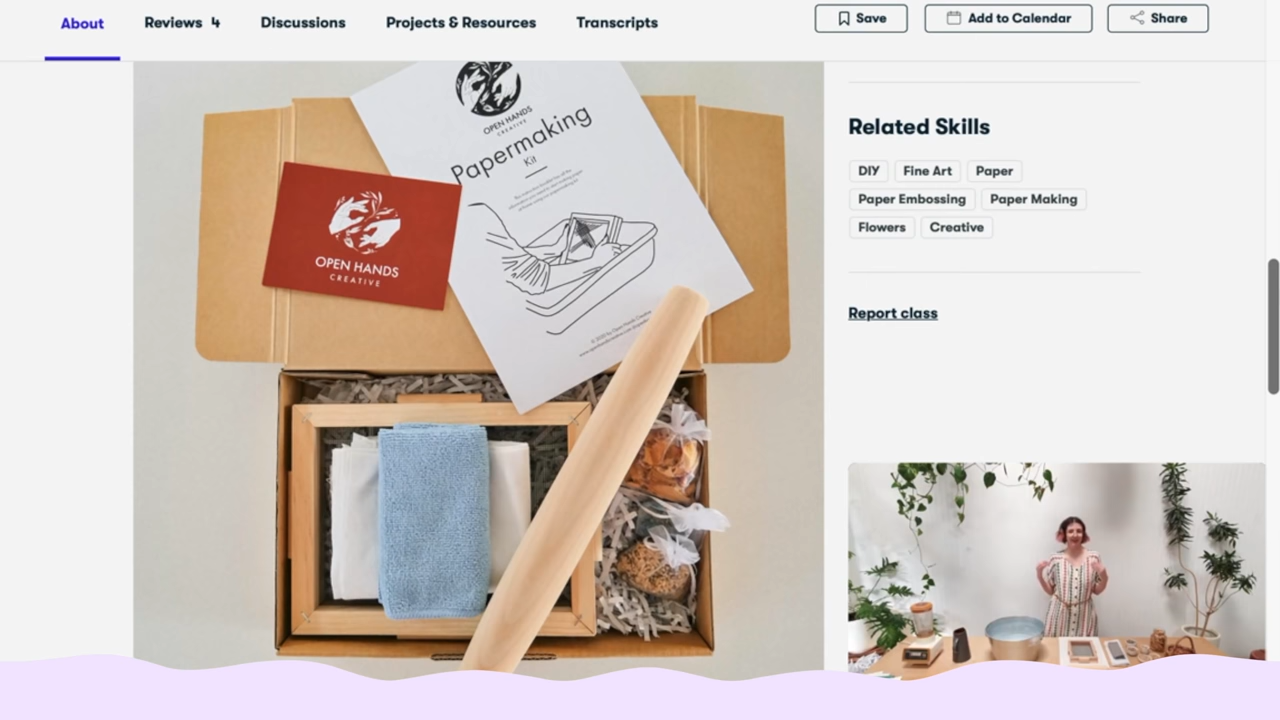 About
Reviews 4
Discussions
Projects & Resources
Transcripts
Save
Add to Calendar
Share
OPEN HANDS
CREATIVE
Papermaking
Kit
OPEN HANDS
CREATIVE
Related Skills
DIY
Fine Art
Paper
Paper Embossing
Paper Making
Flowers
Creative
Report class